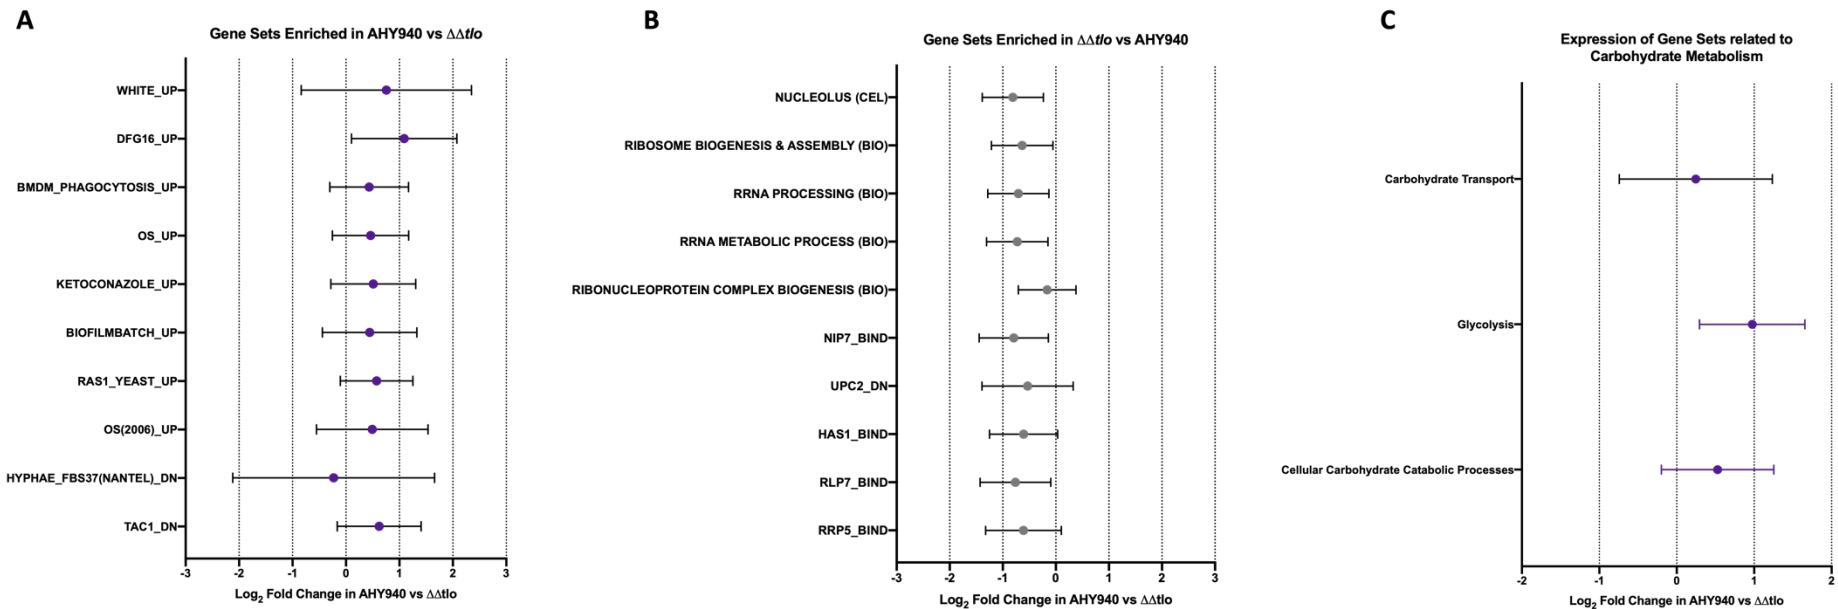 A
Gene Sets Enriched in AHY940 vs ΔΔtlo
WHITE_UP
DFG16_UP
BMDM_PHAGOCYTOSIS_UP
OS_UP
KETOCONAZOLE_UP
BIOFILMBATCH_UP
RAS1_YEAST_UP
OS(2006)_UP
HYPHAE_FBS37(NANTEL)_DN
TAC1_DN
-3 -2 -1 0 1 2 3
Log2 Fold Change in AHY940 vs ΔΔtlo
B
Gene Sets Enriched in ΔΔtlo vs AHY940
NUCLEOLUS (CEL)
RIBOSOME BIOGENESIS & ASSEMBLY (BIO)
RRNA PROCESSING (BIO)
RRNA METABOLIC PROCESS (BIO)
RIBONUCLEOPROTEIN COMPLEX BIOGENESIS (BIO)
NIP7_BIND
UPC2_DN
HAS1_BIND
RLP7_BIND
RRP5_BIND
-3 -2 -1 0 1 2 3
Log2 Fold Change in AHY940 vs ΔΔtlo
C
Expression of Gene Sets related to
Carbohydrate Metabolism
Carbohydrate Transport
Glycolysis
Cellular Carbohydrate Catabolic Processes
-2 -1 0 1 2
Log2 Fold Change in AHY940 vs ΔΔtlo